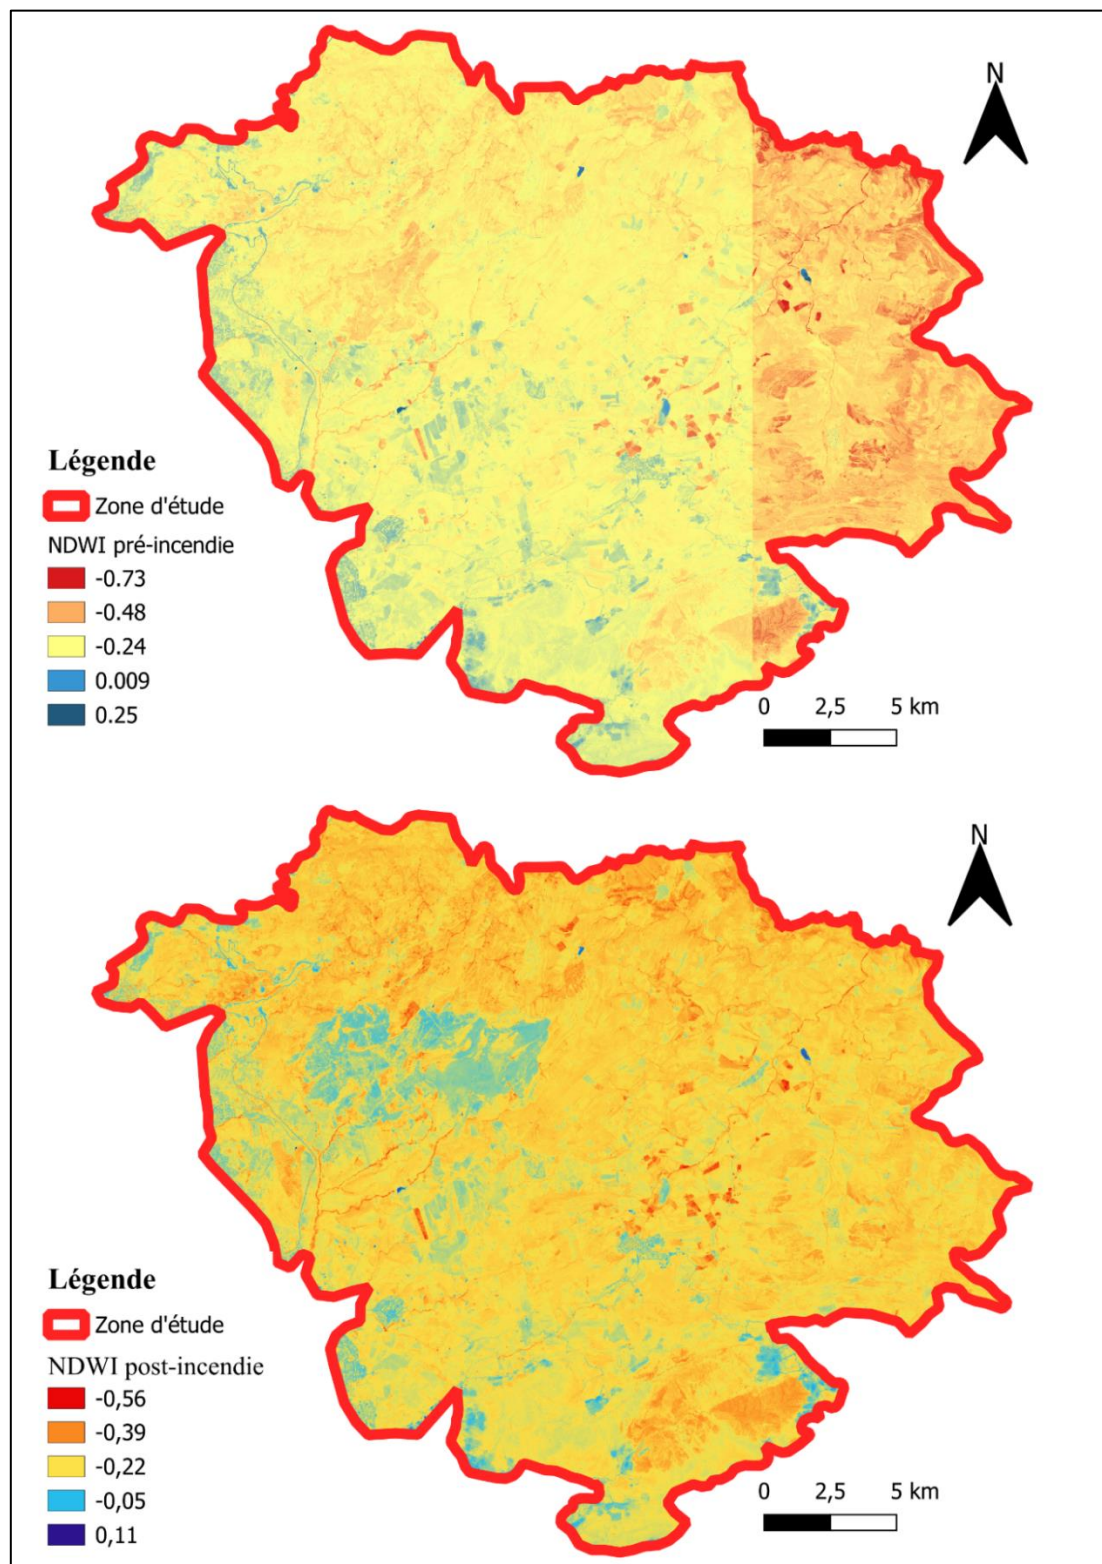 N
Légende
Zone d'étude
NDWI pré-incendie
-0.73
-0.48
-0.24
0.009
0.25
0 2,5 5 km
N
Légende
Zone d'étude
NDWI post-incendie
-0,56
-0,39
-0,22
-0,05
0,11
0 2,5 5 km